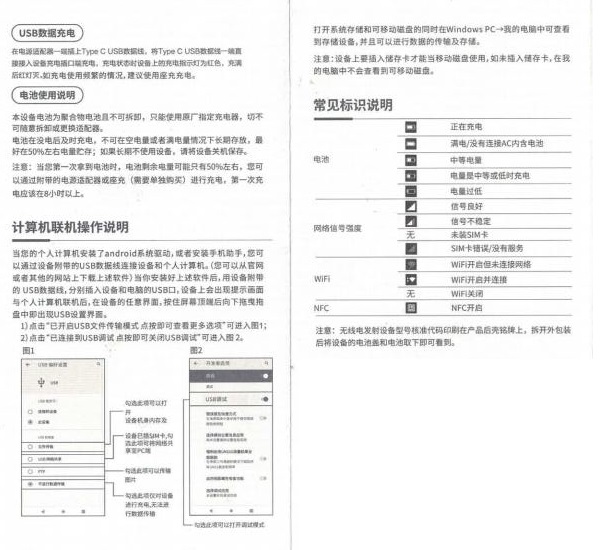 USB数据充电
在电源适配器一端插上Type C USB数据线，将Type C USB数据线一端直
接接入设备充电插口端充电，充电状态时设备上的充电指示灯为红色，充满
后红灯灭。如充电使用频繁的情况，建议使用座充充电。
电池使用说明
本设备电池为聚合物电池且不可拆卸，只能使用原厂指定充电器，切不
可随意拆卸或更换适配器。
电池在没电后及时充电，不可在空电量或者满电量情况下长期存放，最
好在50%左右电量贮存；如果长期不使用设备，请将设备关机保存。
注意：当您第一次拿到电池时，电池剩余电量可能只有50%左右，您可
以通过附带的电源适配器或座充（需要单独购买）进行充电，第一次充
电应该在8小时以上。
计算机联机操作说明
当您的个人计算机安装了android系统驱动，或者安装手机助手，您可
以通过设备附带的USB数据线连接设备和个人计算机。（您可以从官网
或者其他的网站上下载上述软件）当你安装好上述软件后，用设备附带
的 USB数据线，分别插入设备和电脑的USB口，设备上会出现提示画面
与个人计算机联机后，在设备的任意界面，按住屏幕顶端后向下拖曳拖
盘中即出现USB设置界面。
1）点击“已开启USB文件传输模式 点按即可查看更多选项”可进入图1；
2）点击“已连接到USB调试 点按即可关闭USB调试”可进入图 2。
图1
图2
USB
勾选此项可以打
开
设备机身内存及
设备已插SIM卡,勾
选此项可将网络共
享至PC端
勾选此项可以传输
图片
勾选此项仅对设备
进行充电,无法进
行数据传输
文件传输
PTP
USB调试
勾选此项可以打开调试模式
打开系统存储和可移动磁盘的同时在Windows PC→我的电脑中可查看
到存储设备，并且可以进行数据的传输及存储。
注意：设备上要插入储存卡才能当移动磁盘使用，如未插入储存卡，在我
的电脑中不会查看到可移动磁盘。
常见标识说明
电池
正在充电
满电/没有连接AC内含电池
中等电量
电量是中等或低时充电
电量过低
网络信号强度
信号良好
信号不稳定
无 未装SIM卡
SIM卡错误/没有服务
WiFi
WiFi开启但未连接网络
WiFi开启并连接
无 WiFi关闭
NFC NFC开启
注意：无线电发射设备型号核准代码印刷在产品后壳铭牌上，拆开外包装
后将设备的电池盖和电池取下即可看到。